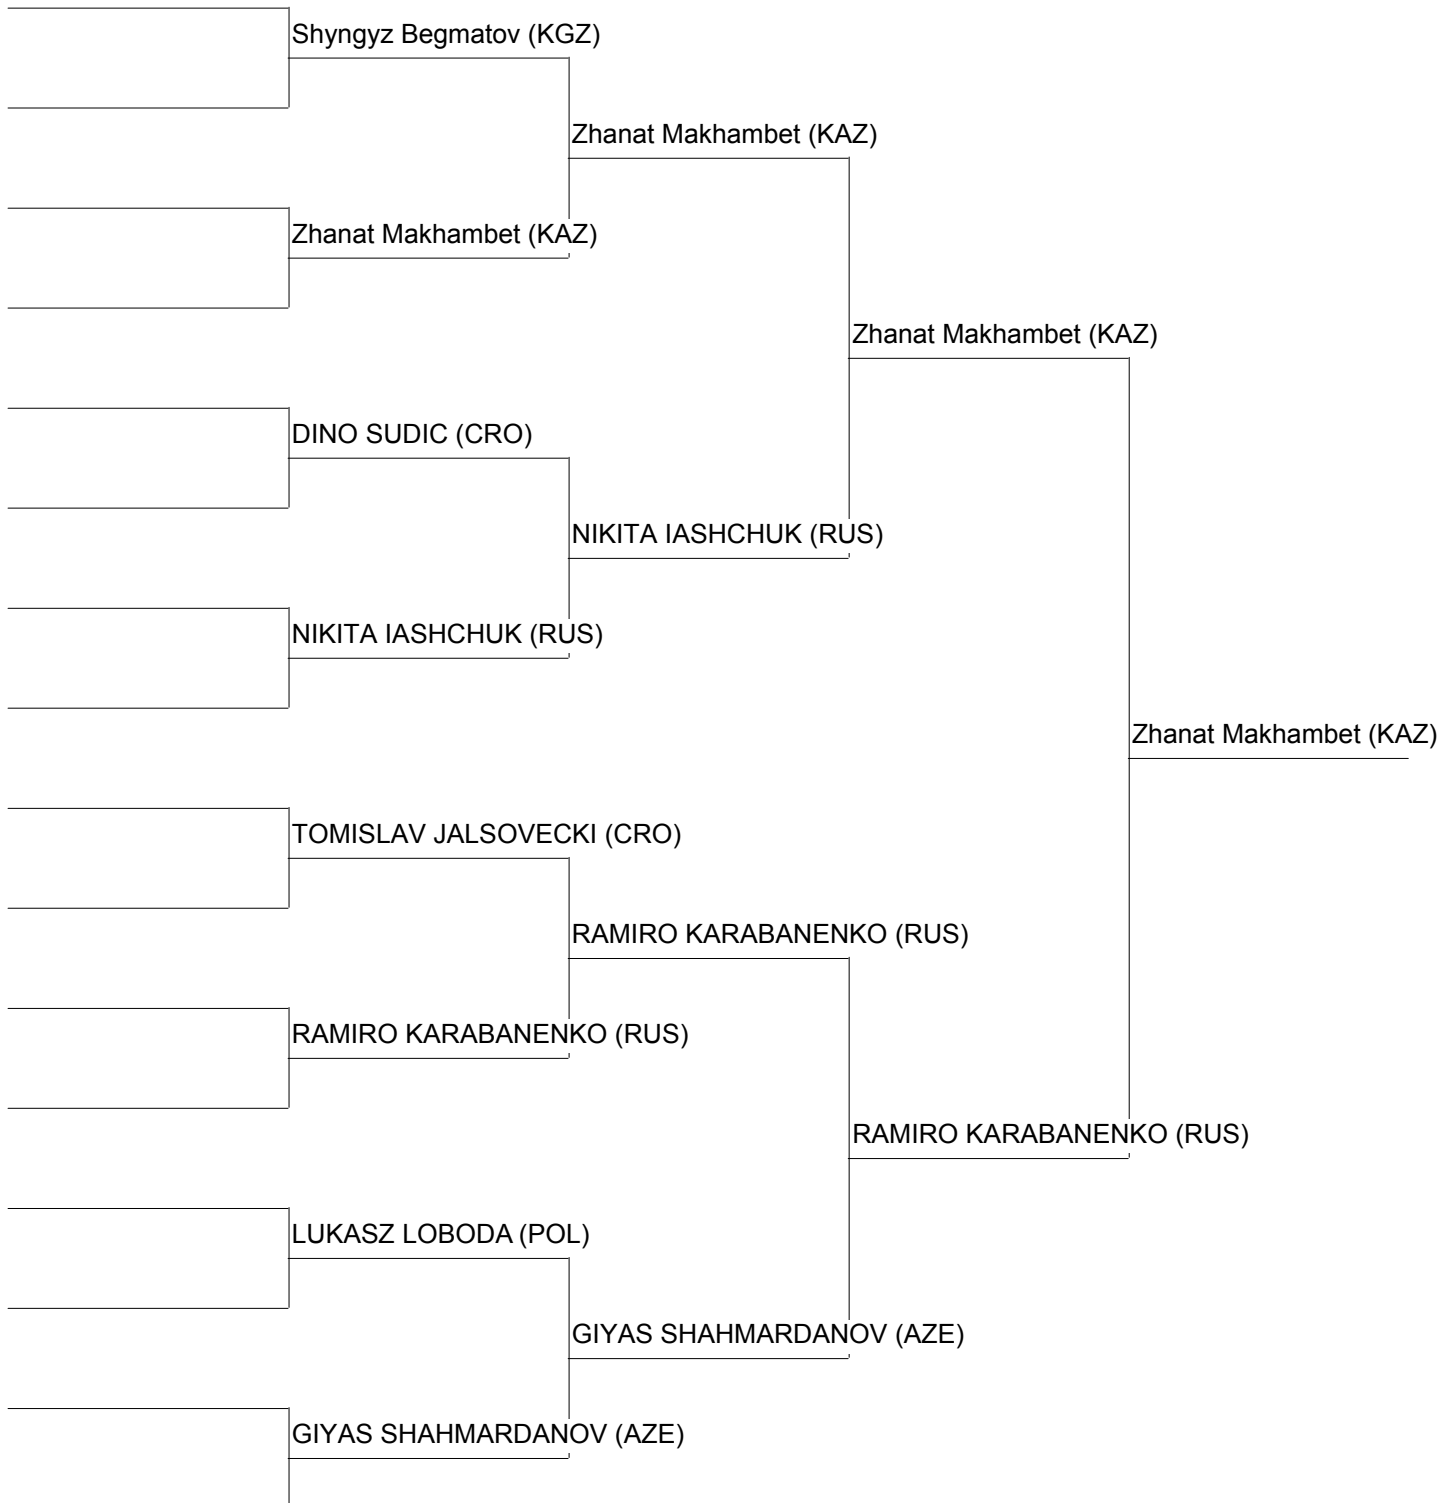 Shyngyz Begmatov (KGZ)
Zhanat Makhambet (KAZ)
Zhanat Makhambet (KAZ)
Zhanat Makhambet (KAZ)
DINO SUDIC (CRO)
NIKITA IASHCHUK (RUS)
NIKITA IASHCHUK (RUS)
Zhanat Makhambet (KAZ)
TOMISLAV JALSOVECKI (CRO)
RAMIRO KARABANENKO (RUS)
RAMIRO KARABANENKO (RUS)
RAMIRO KARABANENKO (RUS)
LUKASZ LOBODA (POL)
GIYAS SHAHMARDANOV (AZE)
GIYAS SHAHMARDANOV (AZE)